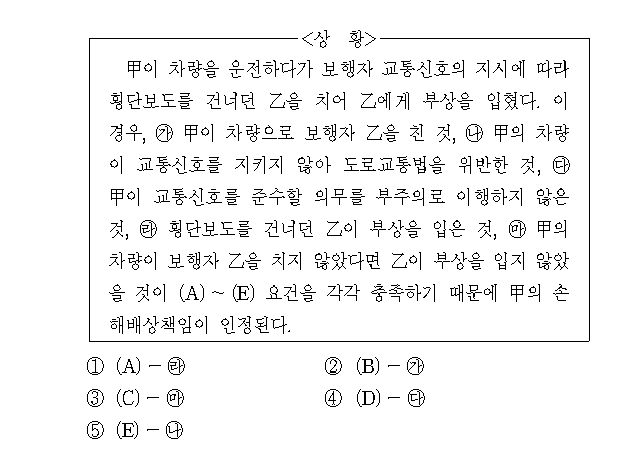 <상 황>
甲이 차량을 운전하다가 보행자 교통신호의 지시에 따라
횡단보도를 건너던 乙을 치어 乙에게 부상을 입혔다. 이
경우, ㉮ 甲이 차량으로 보행자 乙을 친 것, ㉯ 甲의 차량
이 교통신호를 지키지 않아 도로교통법을 위반한 것, ㉰
甲이 교통신호를 준수할 의무를 부주의로 이행하지 않은
것, ㉱ 횡단보도를 건너던 乙이 부상을 입은 것, ㉲ 甲의
차량이 보행자 乙을 치지 않았다면 乙이 부상을 입지 않았
을 것이 (A) ~ (E) 요건을 각각 충족하기 때문에 甲의 손
해배상책임이 인정된다.
① (A) - ㉱ ② (B) - ㉮
③ (C) - ㉲ ④ (D) - ㉰
⑤ (E) - ㉯